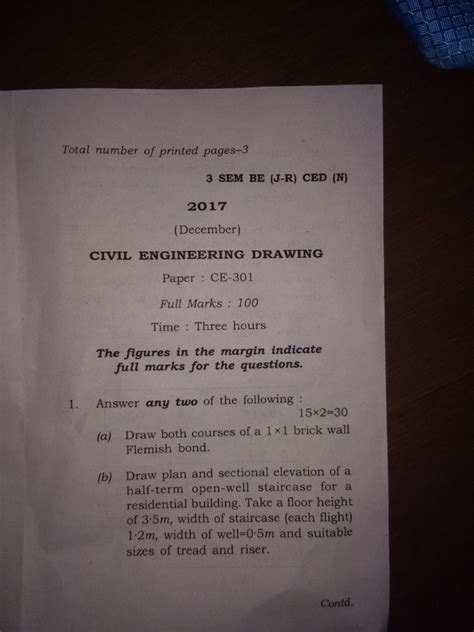 Total number of printed pages–3
3 SEM BE (J-R) CED (N)
2017
(December)
CIVIL ENGINEERING DRAWING
Paper : CE-301
Full Marks : 100
Time : Three hours
The figures in the margin indicate
full marks for the questions.
1. Answer any two of the following :
15×2=30
(a) Draw both courses of a 1×1 brick wall
Flemish bond.
(b) Draw plan and sectional elevation of a
half-term open-well staircase for a
residential building. Take a floor height
of 3·5m, width of staircase (each flight)
1·2m, width of well=0·5m and suitable
sizes of tread and riser.
Contd.